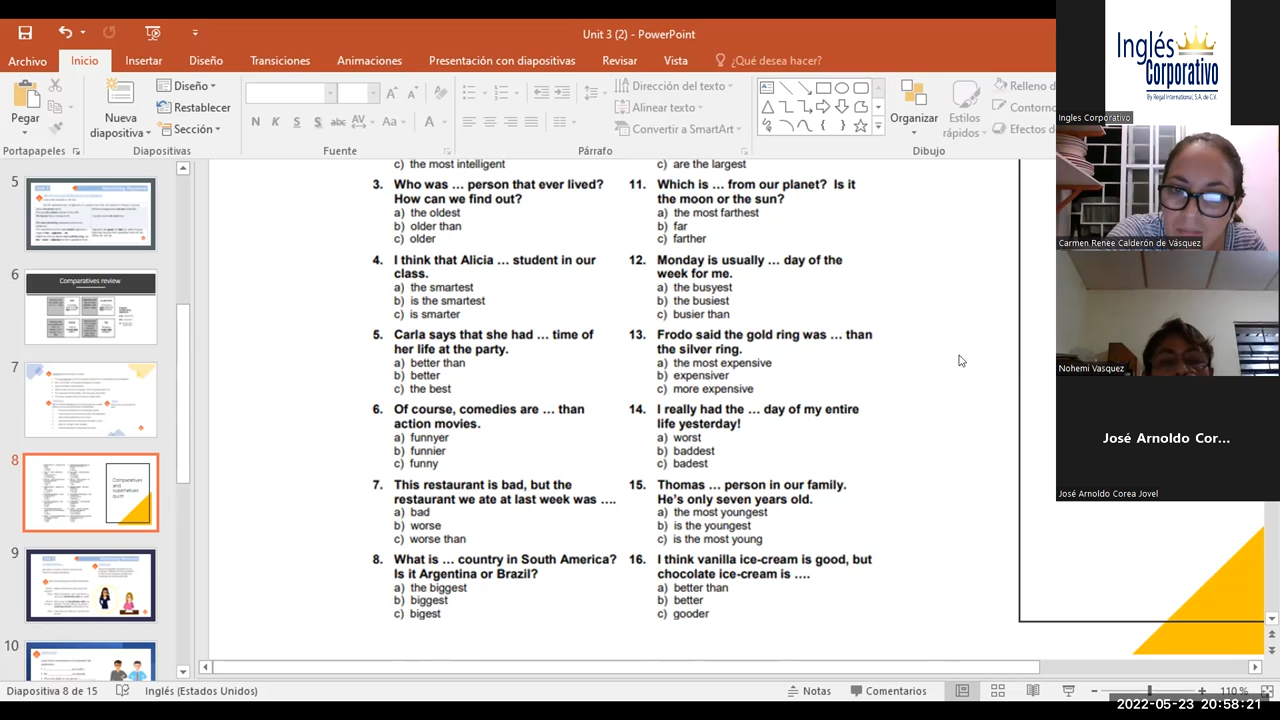 Unit 3 (2) - PowerPoint
Archivo
Inicio
Insertar
Diseño
Transiciones
Animaciones
Presentación con diapositivas
Revisar
Vista
¿Qué desea hacer?
Pegar
Portapapeles
Nueva
diapositiva
Diseño
Restablecer
Sección
Diapositivas
N K S S abc AV Aa A
Fuente
Dirección del texto
Alinear texto
Convertir a SmartArt
Párrafo
Organizar
Estilos
rápidos
Relleno d
Contorno
Efectos d
Dibujo
5
6
Comparatives review
7
8
Comparatives
and
superlatives
9
10
c) the most intelligent
3. Who was … person that ever lived?
How can we find out?
a) the oldest
b) older than
c) older
4. I think that Alicia … student in our
class.
a) the smartest
b) is the smartest
c) is smarter
5. Carla says that she had … time of
her life at the party.
a) better than
b) better
c) the best
6. Of course, comedies are … than
action movies.
a) funnyer
b) funnier
c) funny
7. This restaurant is bad, but the
restaurant we ate at last week was ….
a) bad
b) worse
c) worse than
8. What is … country in South America?
Is it Argentina or Brazil?
a) the biggest
b) biggest
c) bigest
c) are the largest
11. Which is … from our planet? Is it
the moon or the sun?
a) the most farthest
b) far
c) farther
12. Monday is usually … day of the
week for me.
a) the busyest
b) the busiest
c) busier than
13. Frodo said the gold ring was … than
the silver ring.
a) the most expensive
b) expensiver
c) more expensive
14. I really had the … day of my entire
life yesterday!
a) worst
b) baddest
c) badest
15. Thomas … person in our family.
He's only seven years old.
a) the most youngest
b) is the youngest
c) is the most young
16. I think vanilla ice-cream is good, but
chocolate ice-cream is ….
a) better than
b) better
c) gooder
Inglés
Corporativo
By Regal International, S.A. de C.V.
Ingles Corporativo
Carmen Renee Calderón de Vásquez
Nohemi Vasquez
José Arnoldo Cor...
José Arnoldo Corea Jovel
Diapositiva 8 de 15
Inglés (Estados Unidos)
Notas
Comentarios
110 %
2022-05-23 20:58:21